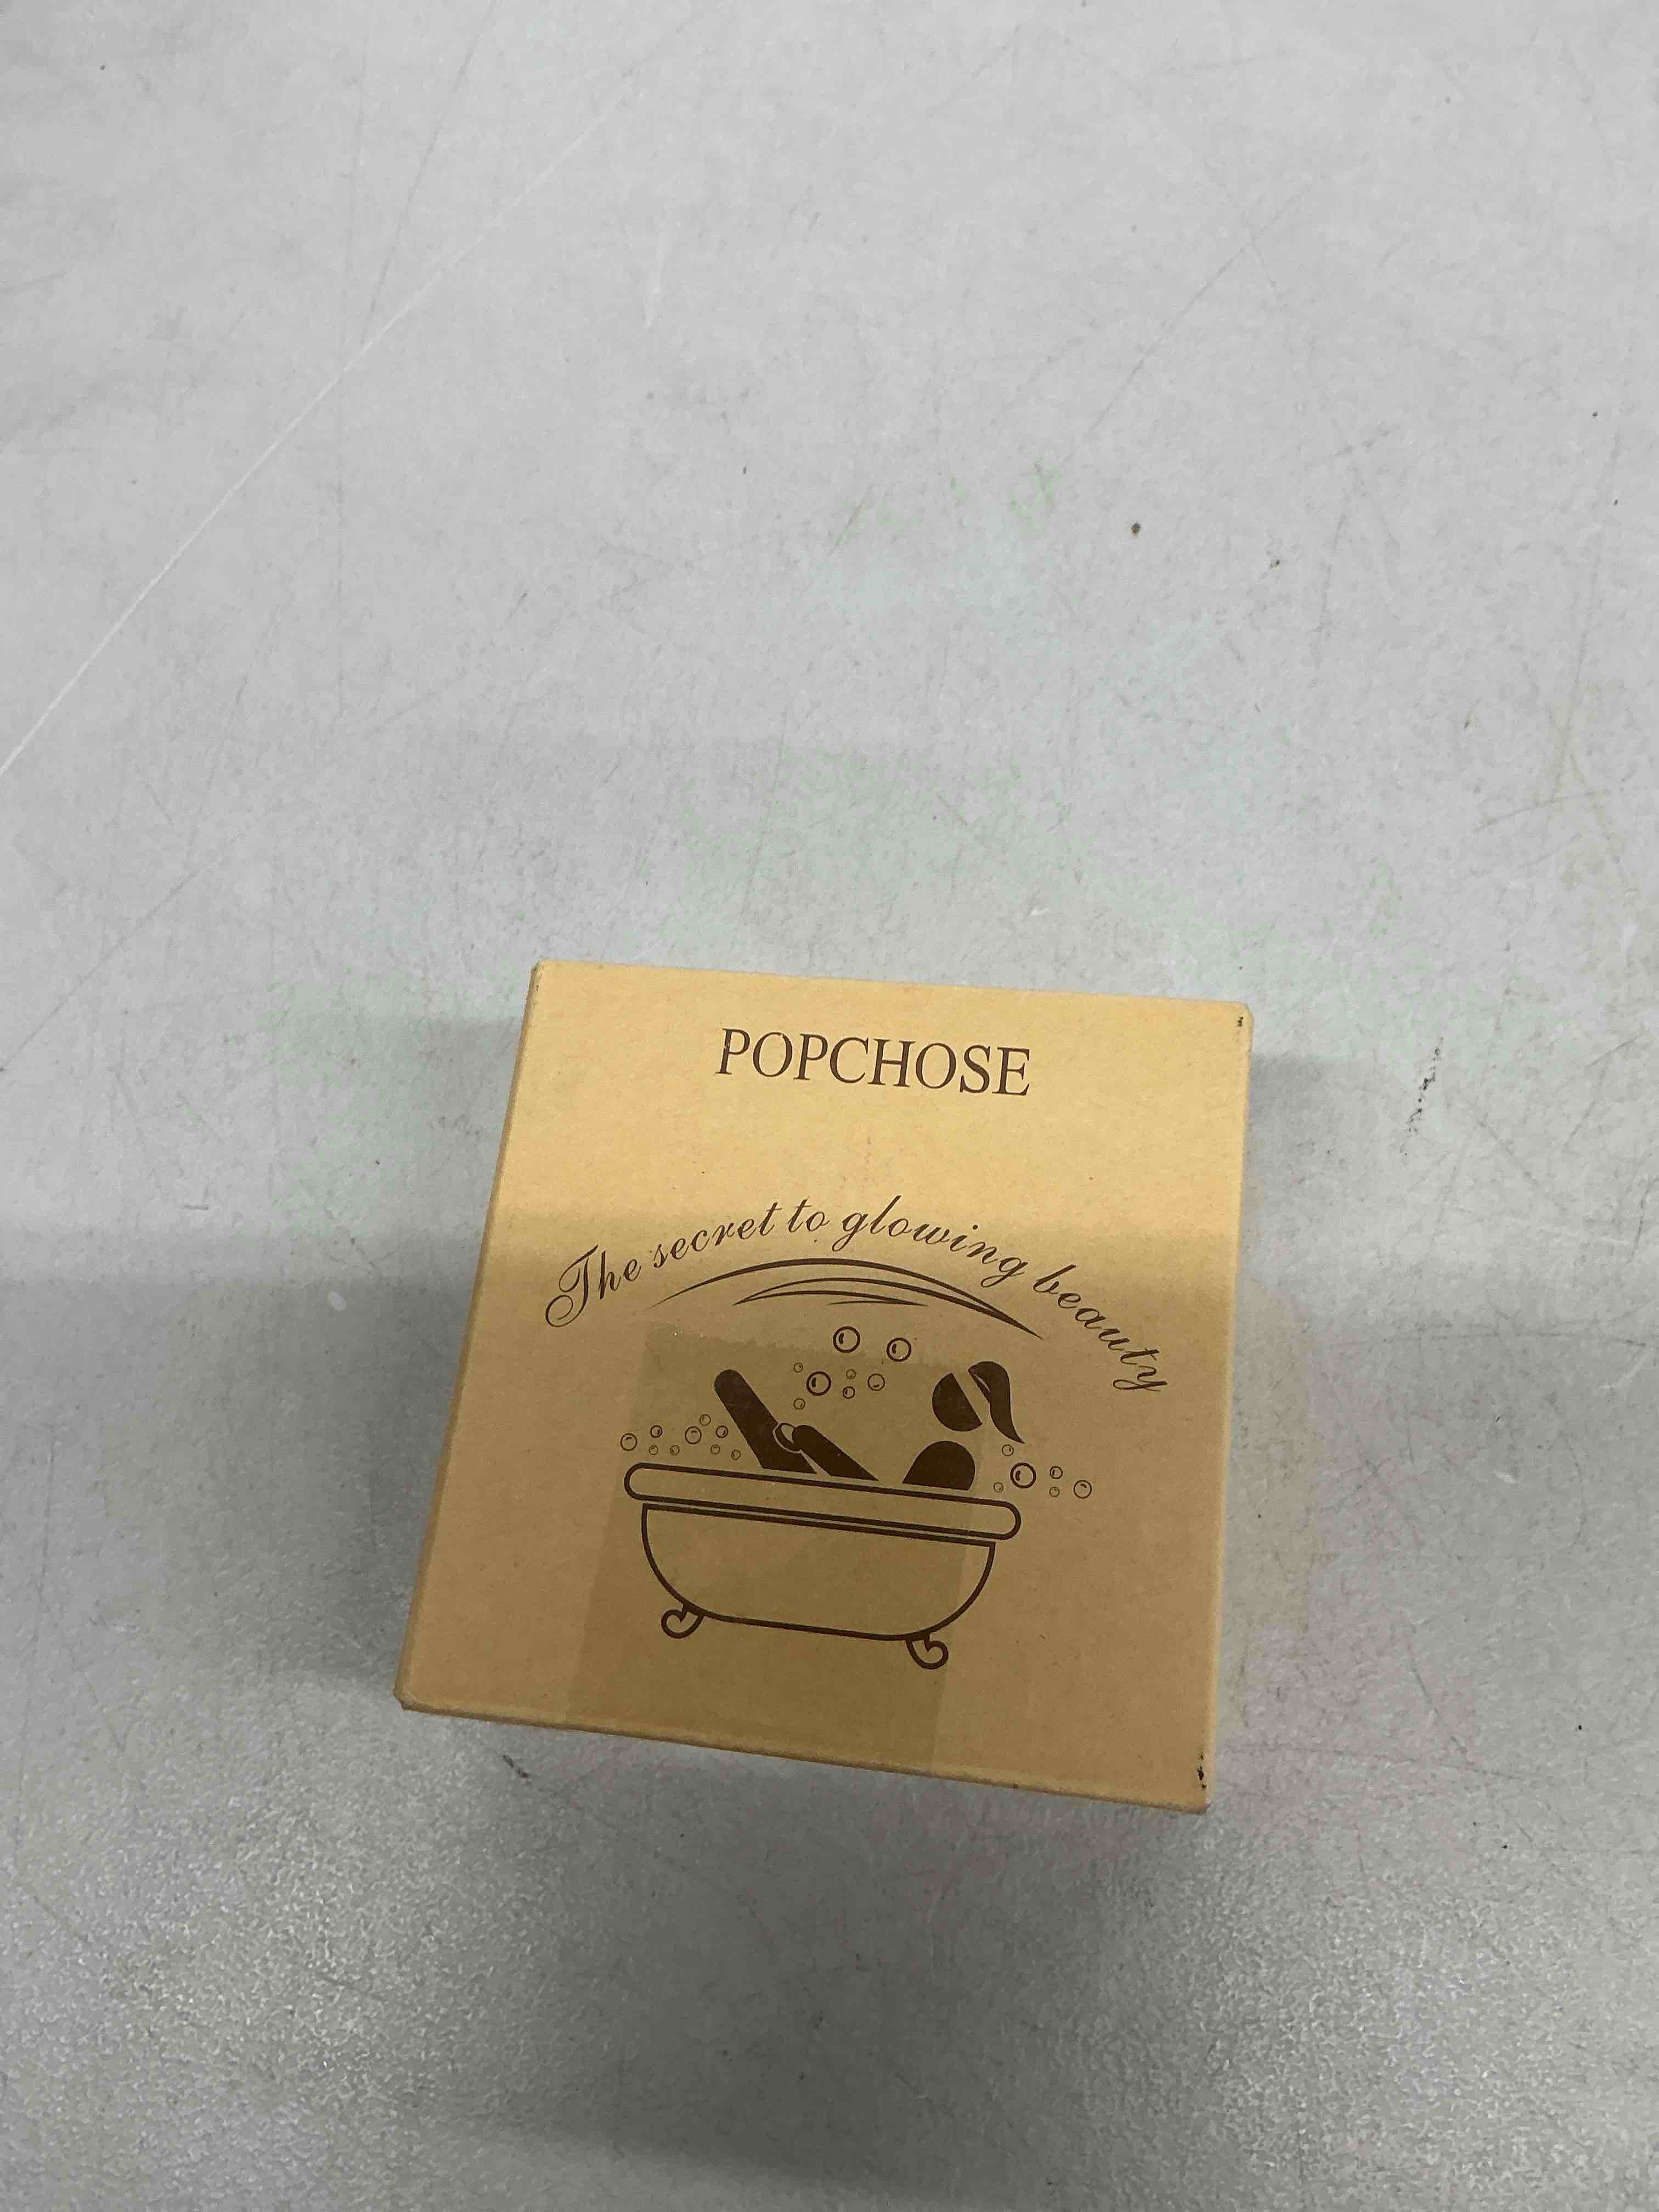 POPCHOSE
The secret to glowing beauty